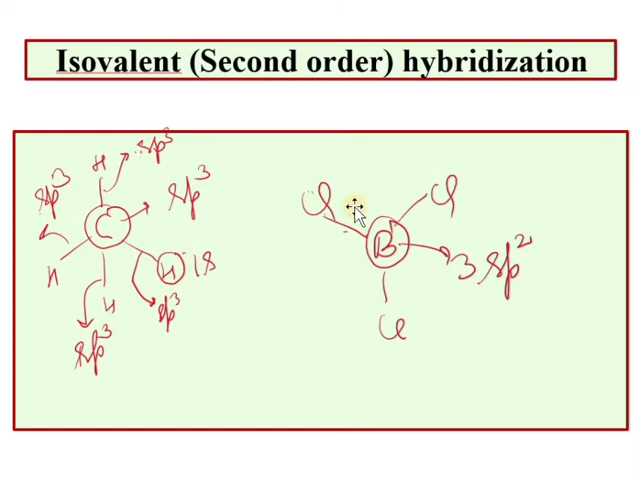 Isovalent (Second order) hybridization
H
sp³
sp³
sp³
C
H
H
1S
H
sp³
sp³
Cl
Cl
B
3 sp²
Cl